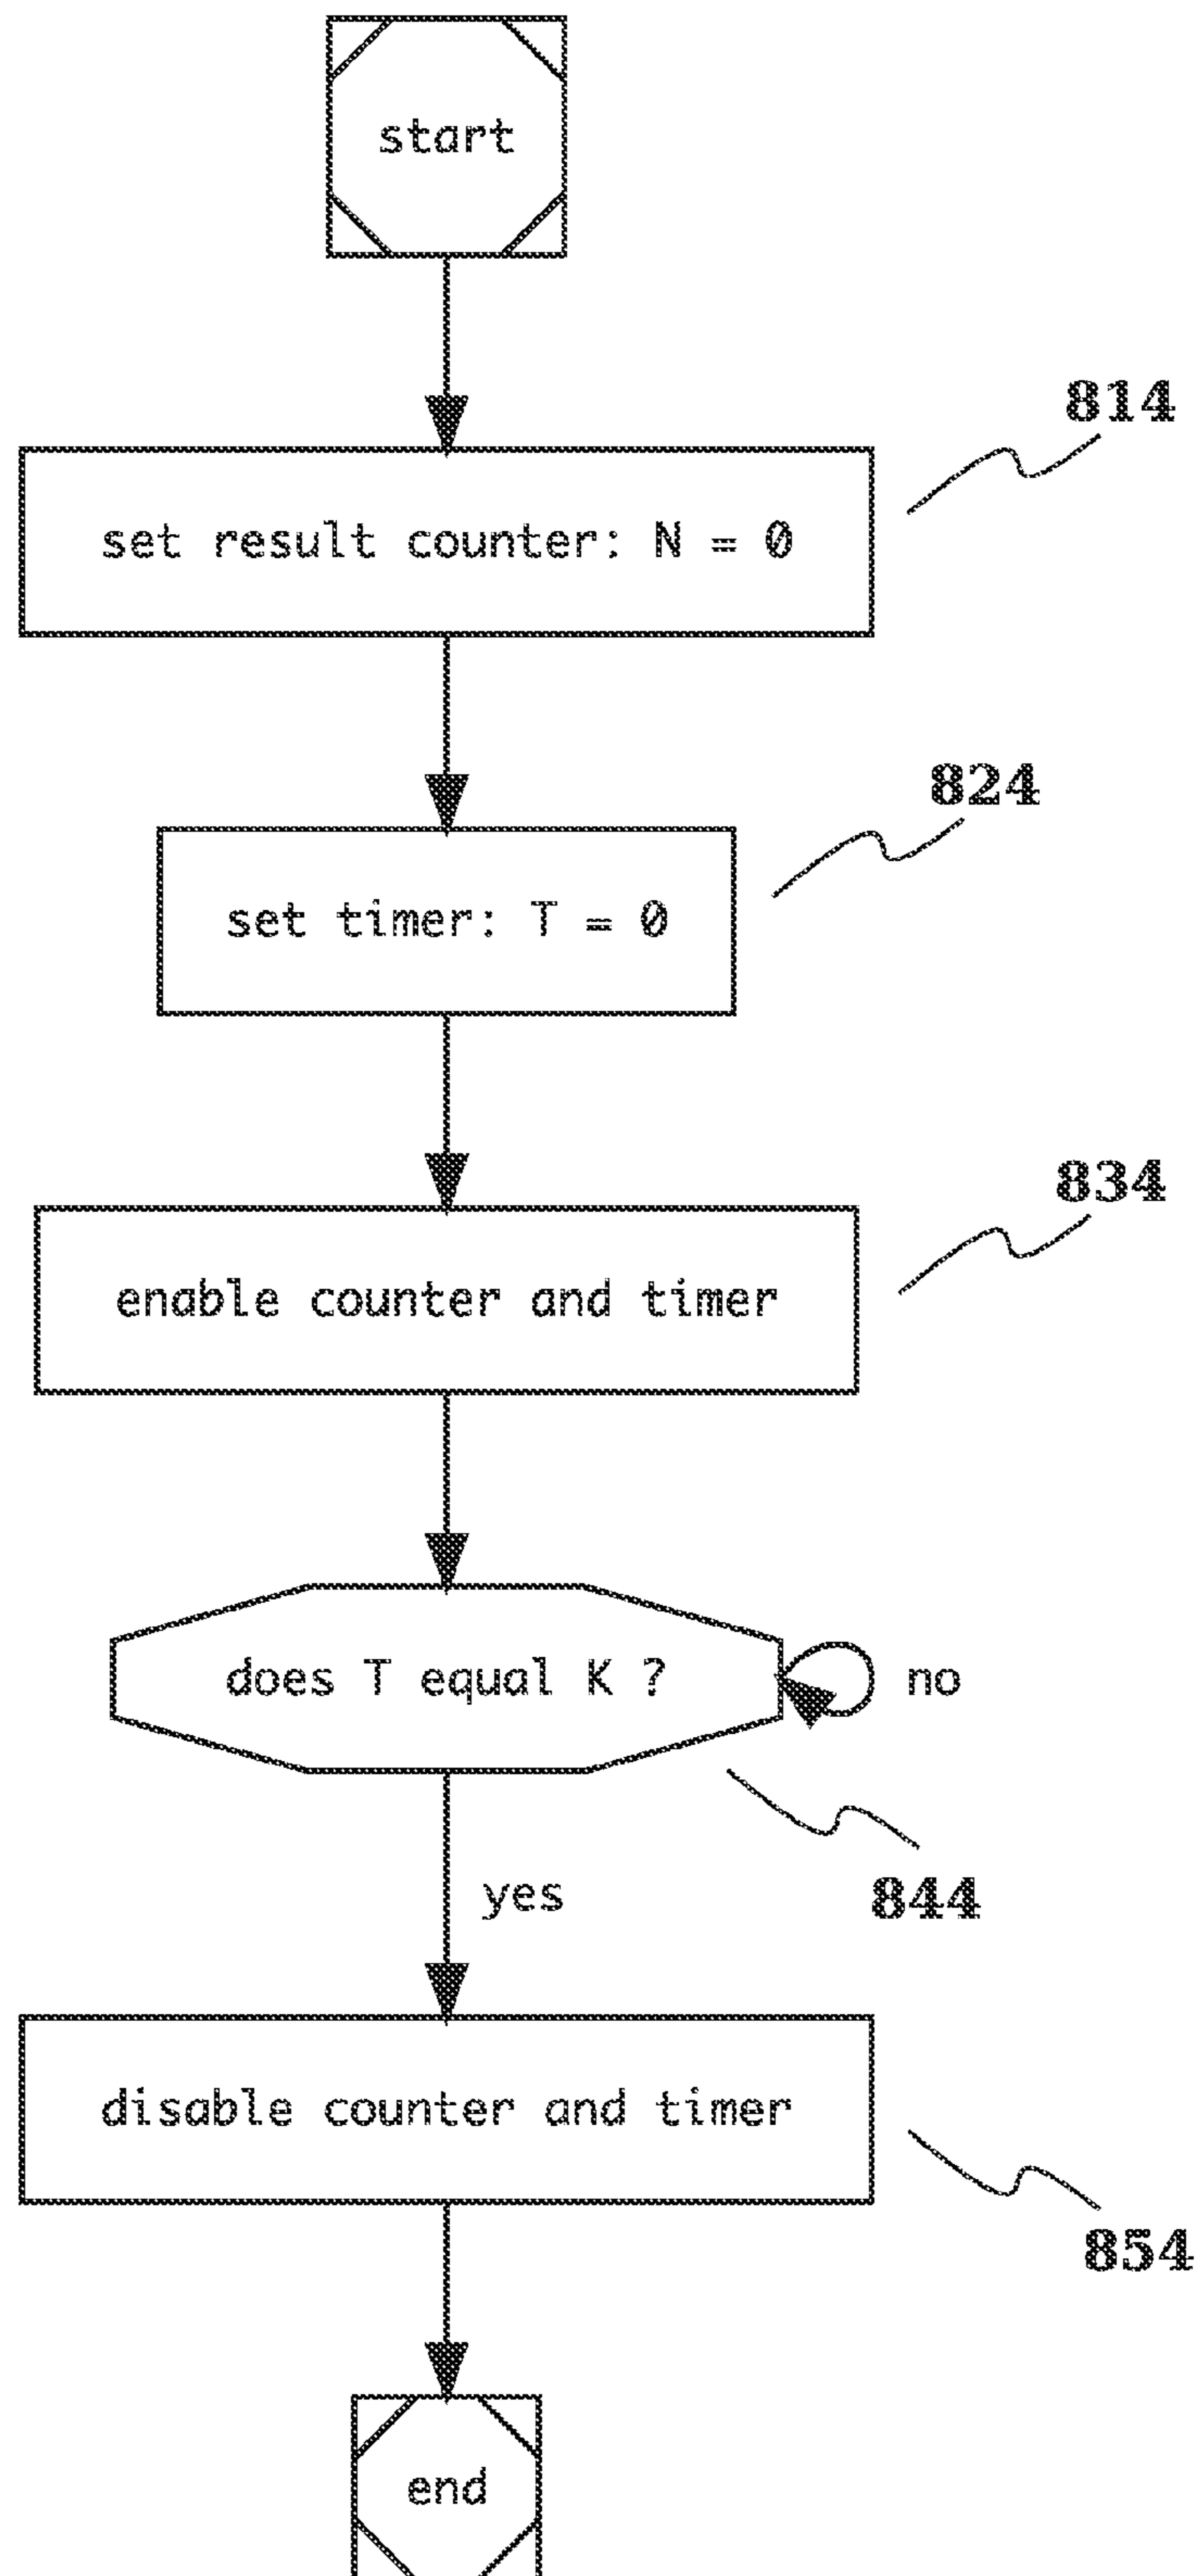 start
814
set result counter: N = 0
824
set timer: T = 0
834
enable counter and timer
does T equal K ?
no
844
yes
disable counter and timer
854
end